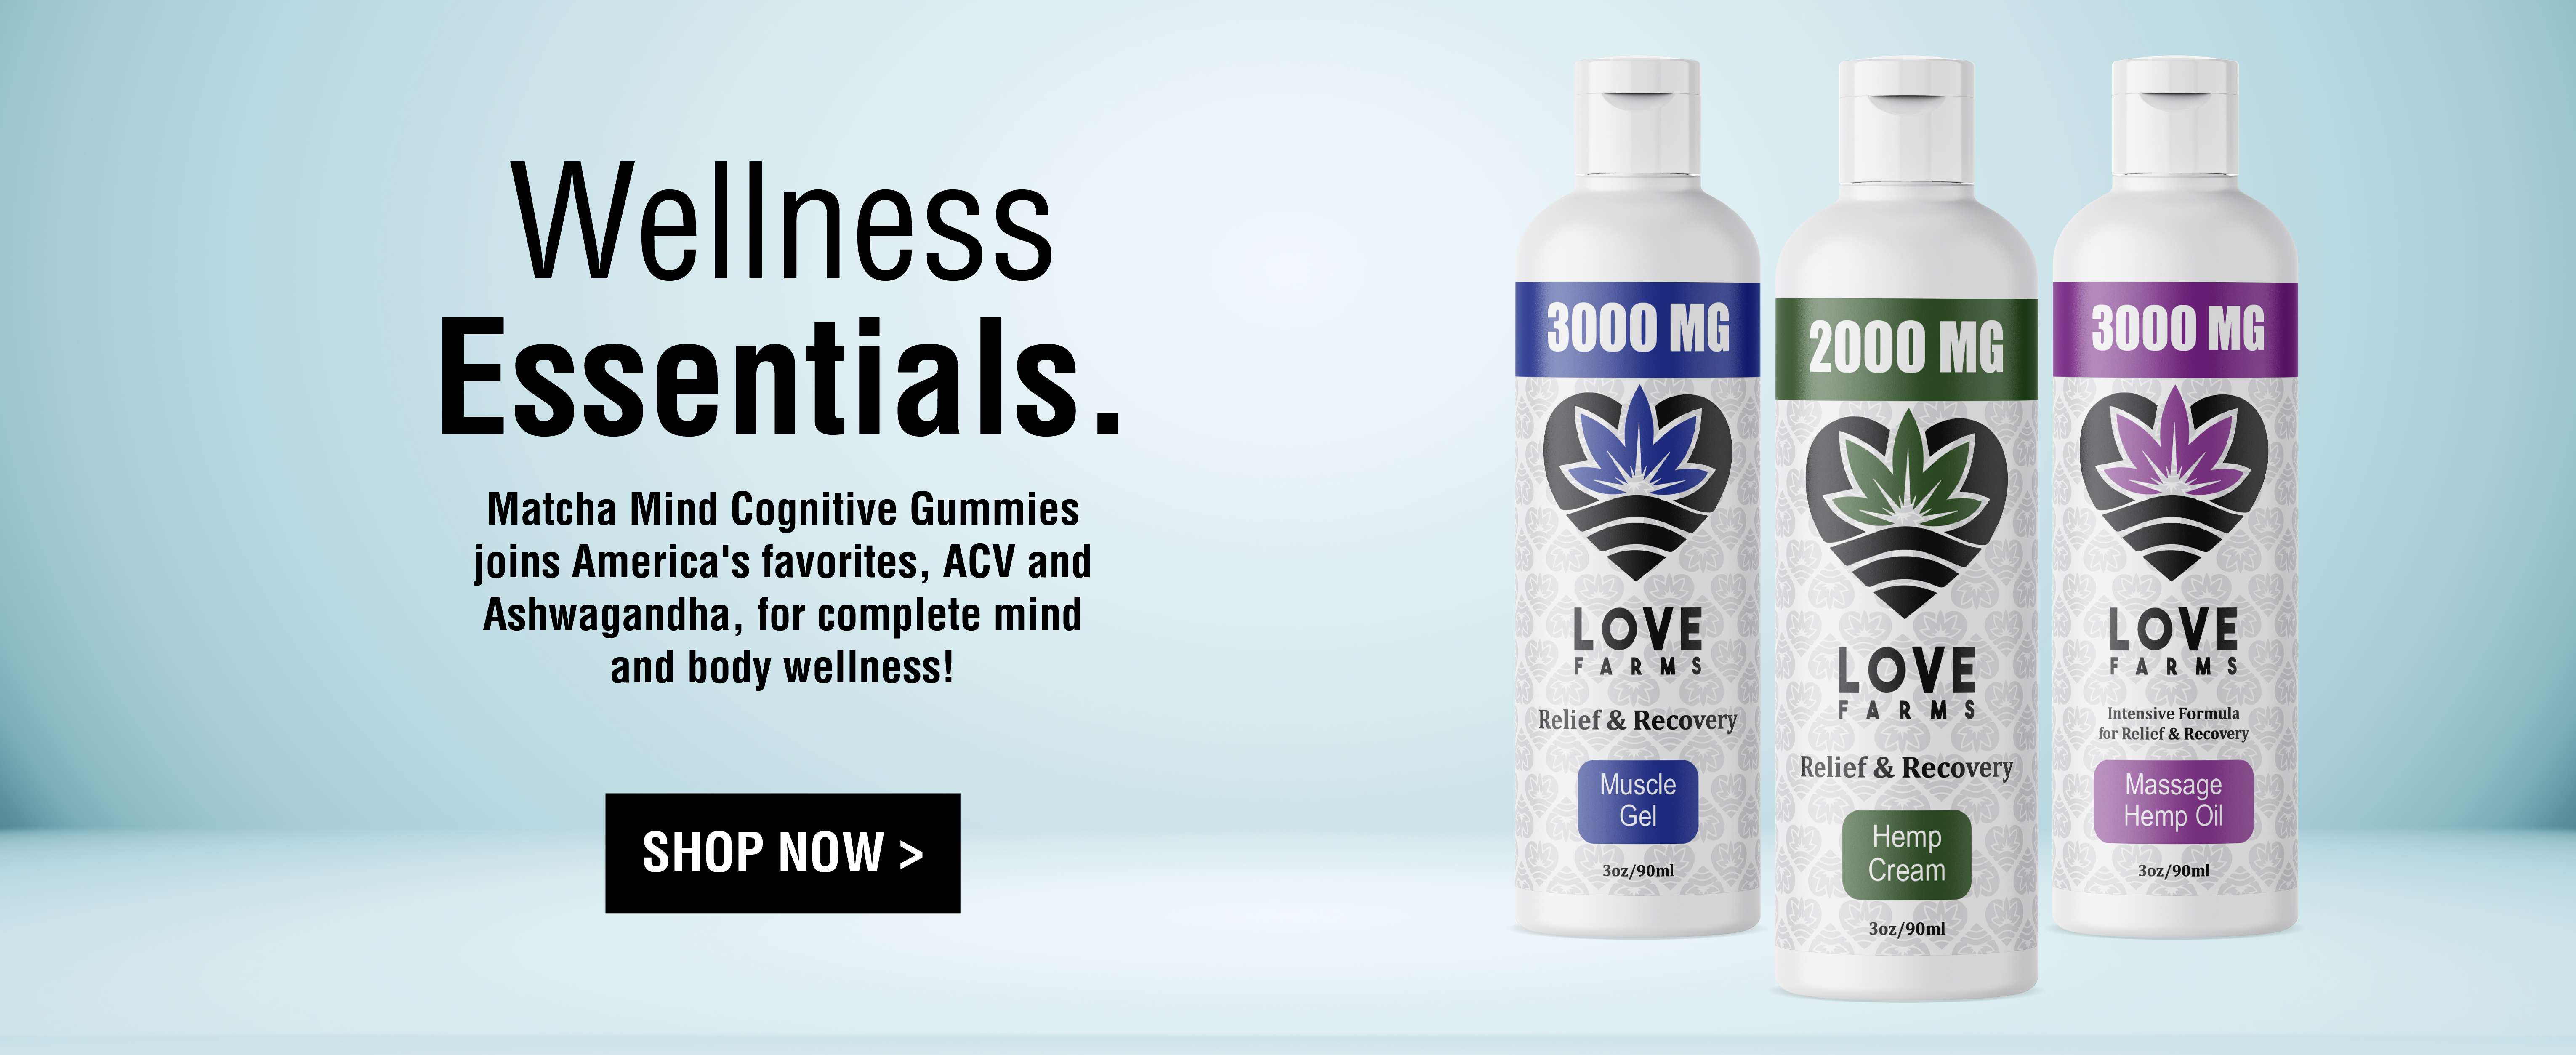 Wellness
Essentials.
Matcha Mind Cognitive Gummies
joins America's favorites, ACV and
Ashwagandha, for complete mind
and body wellness!
SHOP NOW >
3000 MG
LOVE
FARMS
Relief & Recovery
Muscle
Gel
3oz/90ml
2000 MG
LOVE
FARMS
Relief & Recovery
Hemp
Cream
3oz/90ml
3000 MG
LOVE
FARMS
Intensive Formula
for Relief & Recovery
Massage
Hemp Oil
3oz/90ml